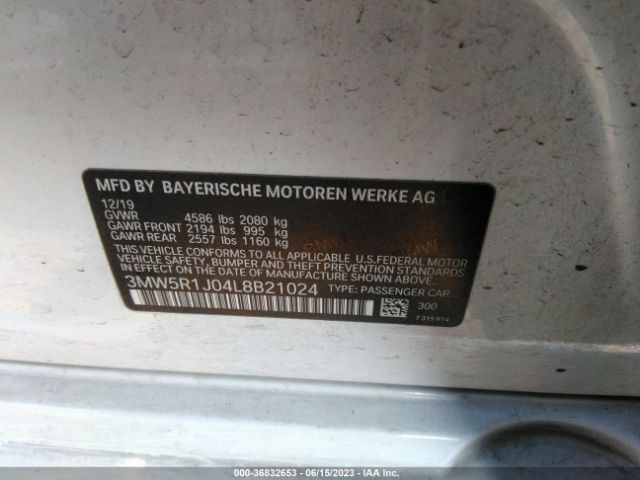 MFD BY BAYERISCHE MOTOREN WERKE AG
12/19
GVWR 4586 lbs 2080 kg
GAWR FRONT 2194 lbs 995 kg
GAWR REAR 2557 lbs 1160 kg
THIS VEHICLE CONFORMS TO ALL APPLICABLE U.S.FEDERAL MOTOR
VEHICLE SAFETY, BUMPER, AND THEFT PREVENTION
STANDARDS IN EFFECT ON THE DATE OF MANUFACTURE SHOWN ABOVE.
3MW5R1J04L8B21024 TYPE: PASSENGER CAR
300
7 315 814
000-36832653 - 06/15/2023 - IAA Inc.